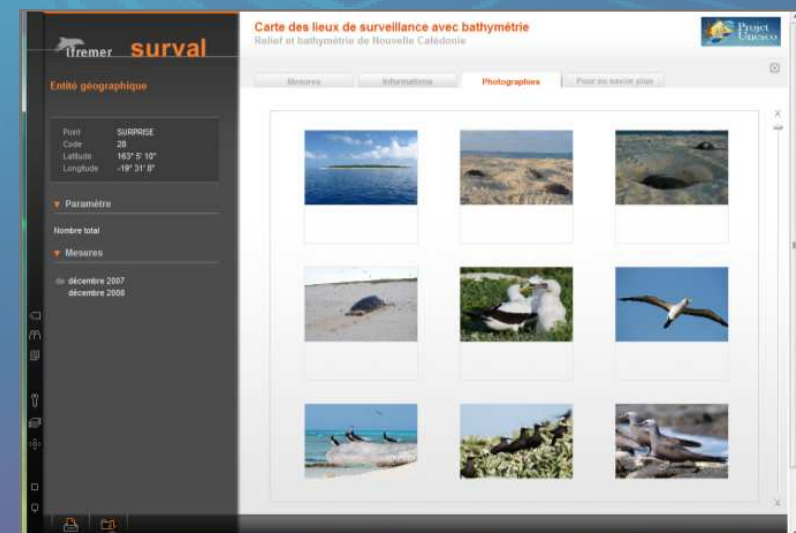 ifremer surval
Carte des lieux de surveillance avec bathymétrie
Relief et bathymétrie de Nouvelle Calédonie
Projet
Unesco
Entité géographique
Mesures Informations Photographies Pour en savoir plus
Point SURPRISE
Code 28
Latitude 163° 5' 10"
Longitude -19° 31' 8"
Paramètre
Nombre total
Mesures
de décembre 2007
décembre 2008